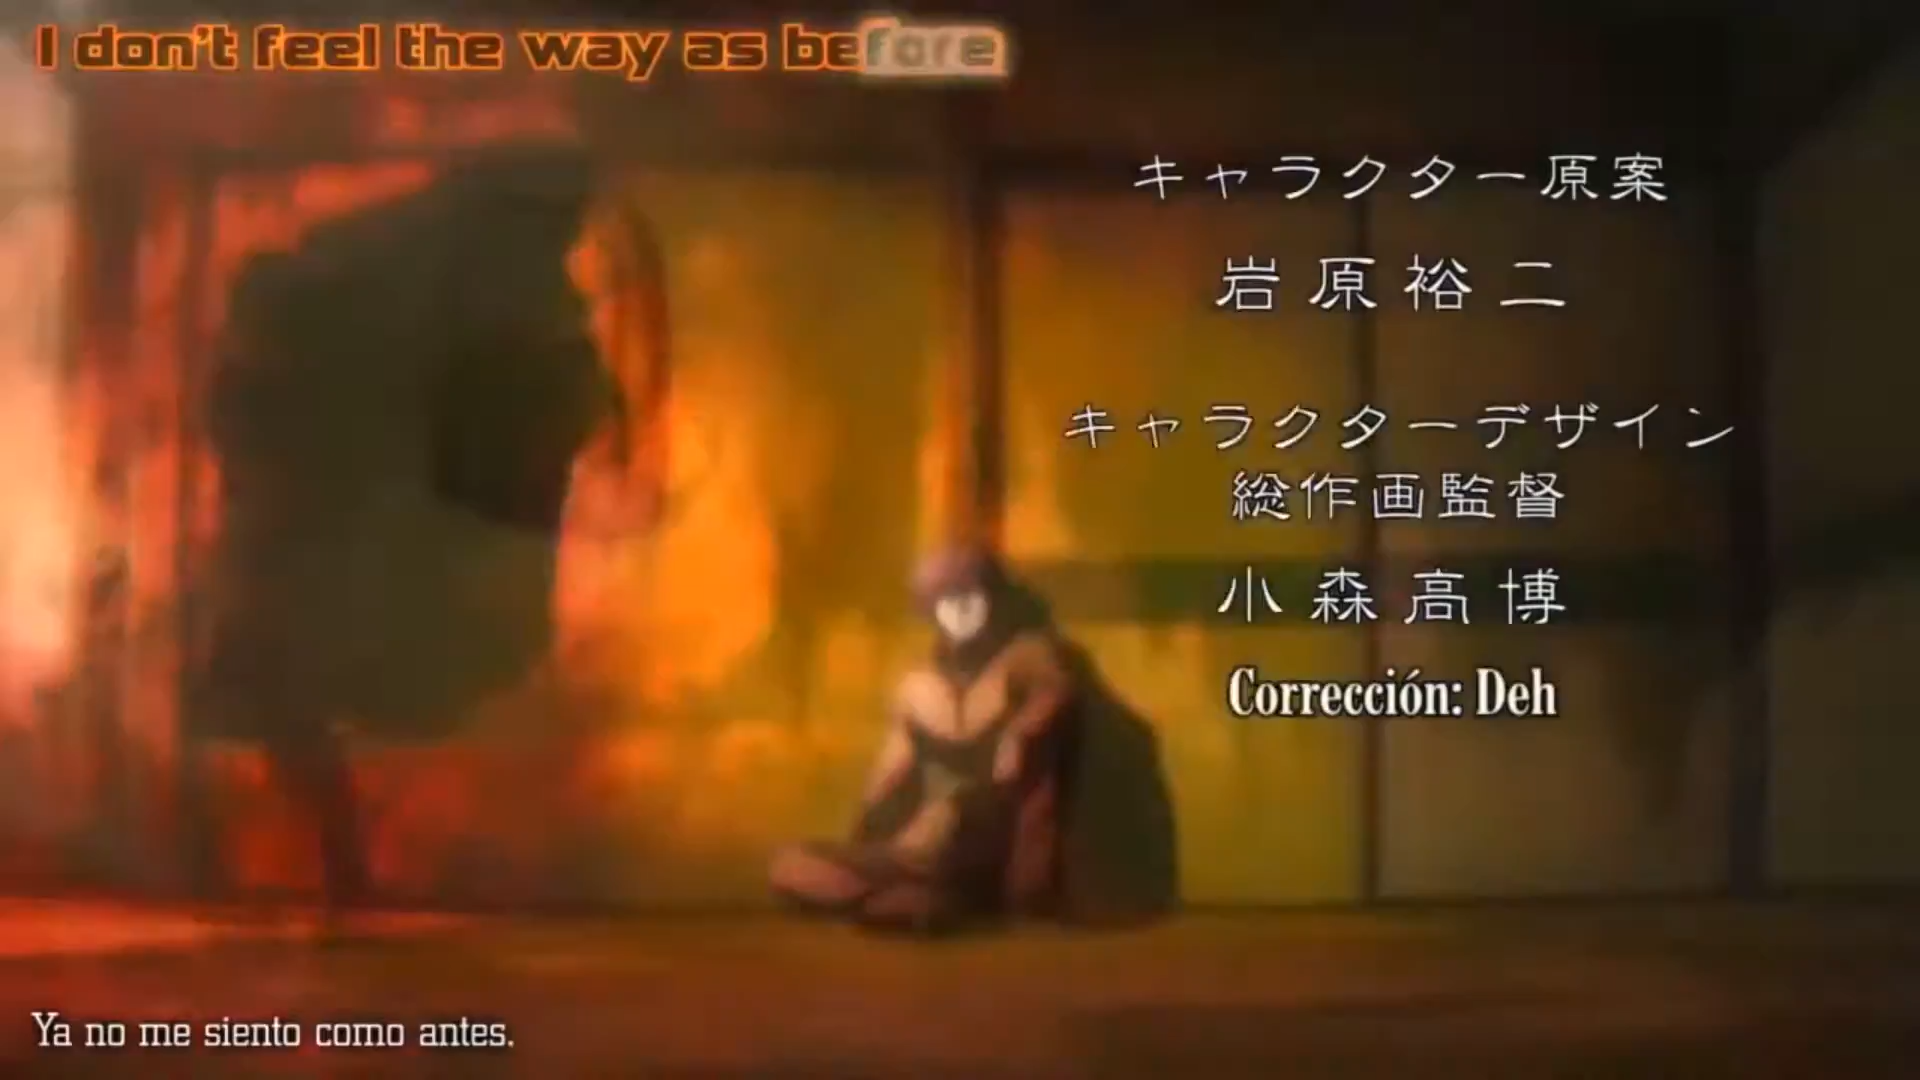 I don't feel the way as before
キャラクター原案
岩原裕二
キャラクターデザイン
総作画監督
小森高博
Corrección: Deh
Ya no me siento como antes.